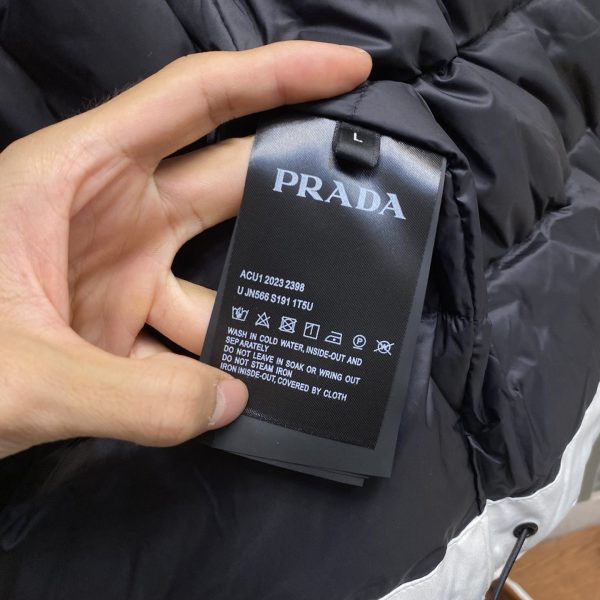 L
PRADA
ACU1 2023 2398
U JN566 S191 1T5U
WASH IN COLD WATER, INSIDE-OUT AND
SEPARATELY
DO NOT LEAVE IN SOAK OR WRING OUT
DO NOT STEAM IRON
IRON INISDE-OUT, COVERED BY CLOTH